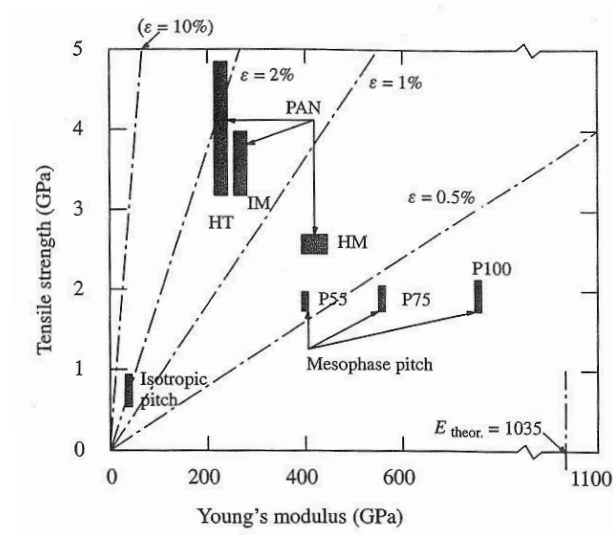 (ε = 10%)
5
ε = 2%
ε = 1%
PAN
4
3
IM
HT
ε = 0.5%
HM
2
P100
P55
P75
Mesophase pitch
1
Isotropic
pitch
E theor. = 1035
0
0
200
400
600
1100
Tensile strength (GPa)
Young's modulus (GPa)